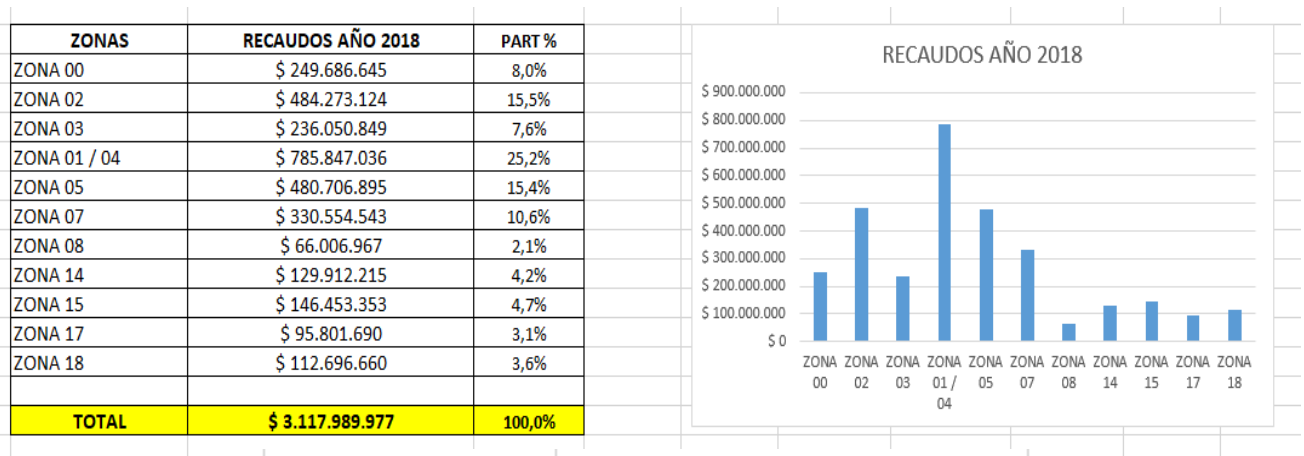 ZONAS RECAUDOS AÑO 2018 PART %
ZONA 00 $ 249.686.645 8,0%
ZONA 02 $ 484.273.124 15,5%
ZONA 03 $ 236.050.849 7,6%
ZONA 01 / 04 $ 785.847.036 25,2%
ZONA 05 $ 480.706.895 15,4%
ZONA 07 $ 330.554.543 10,6%
ZONA 08 $ 66.006.967 2,1%
ZONA 14 $ 129.912.215 4,2%
ZONA 15 $ 146.453.353 4,7%
ZONA 17 $ 95.801.690 3,1%
ZONA 18 $ 112.696.660 3,6%
TOTAL $ 3.117.989.977 100,0%
RECAUDOS AÑO 2018
$ 900.000.000
$ 800.000.000
$ 700.000.000
$ 600.000.000
$ 500.000.000
$ 400.000.000
$ 300.000.000
$ 200.000.000
$ 100.000.000
$ 0
ZONA ZONA ZONA ZONA ZONA ZONA ZONA ZONA ZONA ZONA ZONA
00 02 03 01 / 05 07 08 14 15 17 18
04